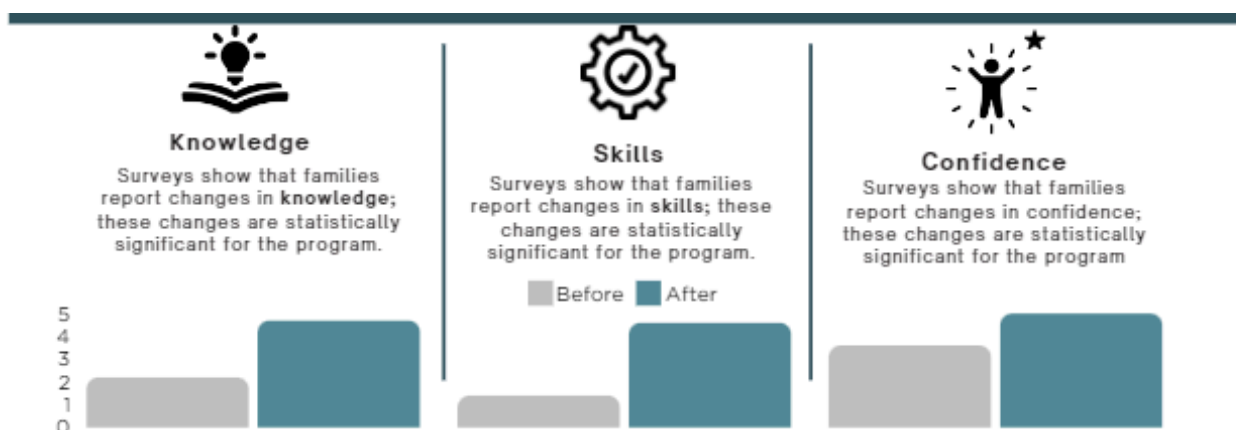 Knowledge
Surveys show that families
report changes in knowledge;
these changes are statistically
significant for the program.
Skills
Surveys show that families
report changes in skills; these
changes are statistically
significant for the program.
Confidence
Surveys show that families
report changes in confidence;
these changes are statistically
significant for the program
Before After
5
4
3
2
1
0